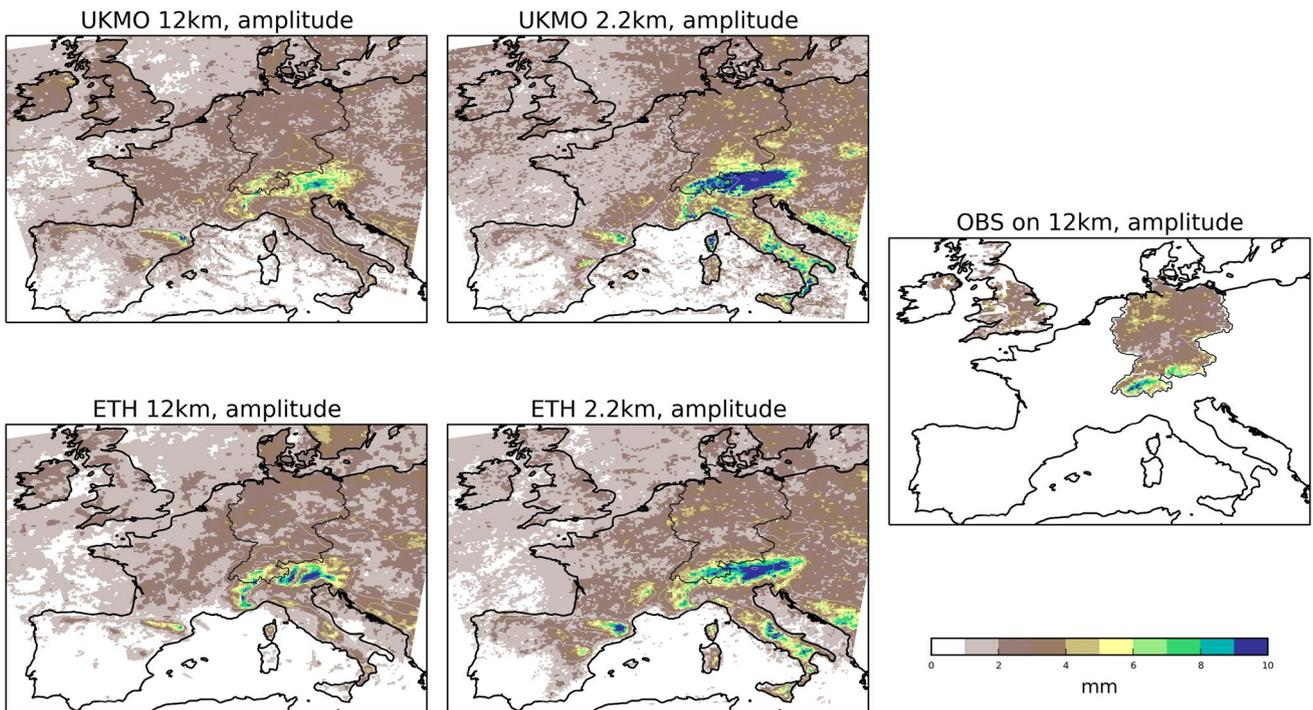 UKMO 12km, amplitude
UKMO 2.2km, amplitude
OBS on 12km, amplitude
ETH 12km, amplitude
ETH 2.2km, amplitude
0 2 4 6 8 10
mm